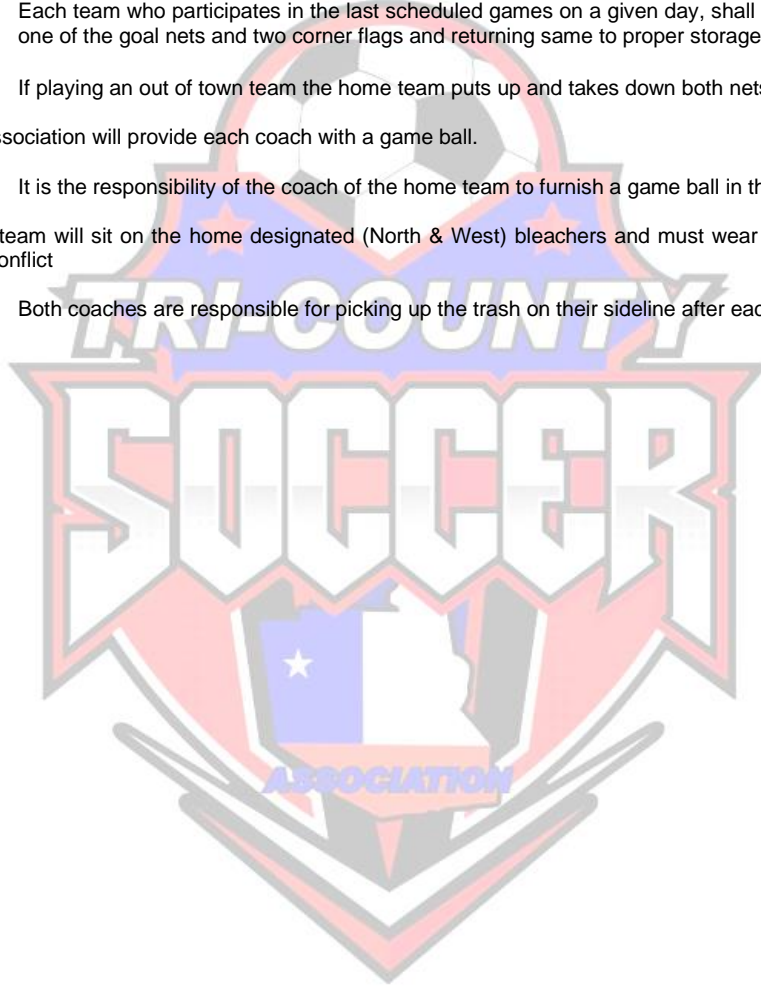 Each team who participates in the last scheduled games on a given day, shall
one of the goal nets and two corner flags and returning same to proper storage
If playing an out of town team the home team puts up and takes down both nets
ssociation will provide each coach with a game ball.
It is the responsibility of the coach of the home team to furnish a game ball in th
team will sit on the home designated (North & West) bleachers and must wear
onflict
Both coaches are responsible for picking up the trash on their sideline after eac
TRI-COUNTY
SOCCER
ASSOCIATION